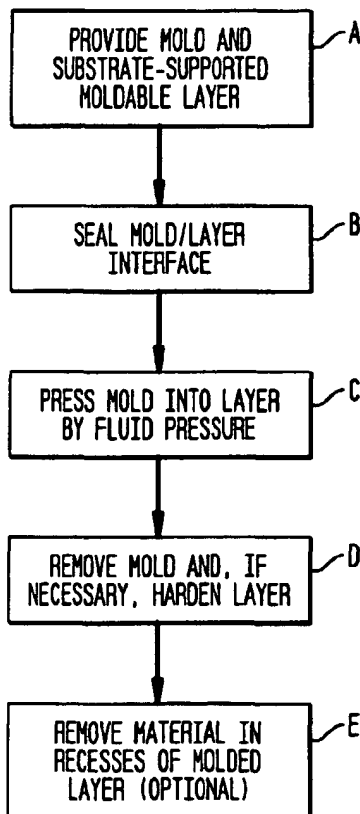 PROVIDE MOLD AND
SUBSTRATE-SUPPORTED
MOLDABLE LAYER
A
SEAL MOLD/LAYER
INTERFACE
B
PRESS MOLD INTO LAYER
BY FLUID PRESSURE
C
REMOVE MOLD AND, IF
NECESSARY, HARDEN LAYER
D
REMOVE MATERIAL IN
RECESSES OF MOLDED
LAYER (OPTIONAL)
E